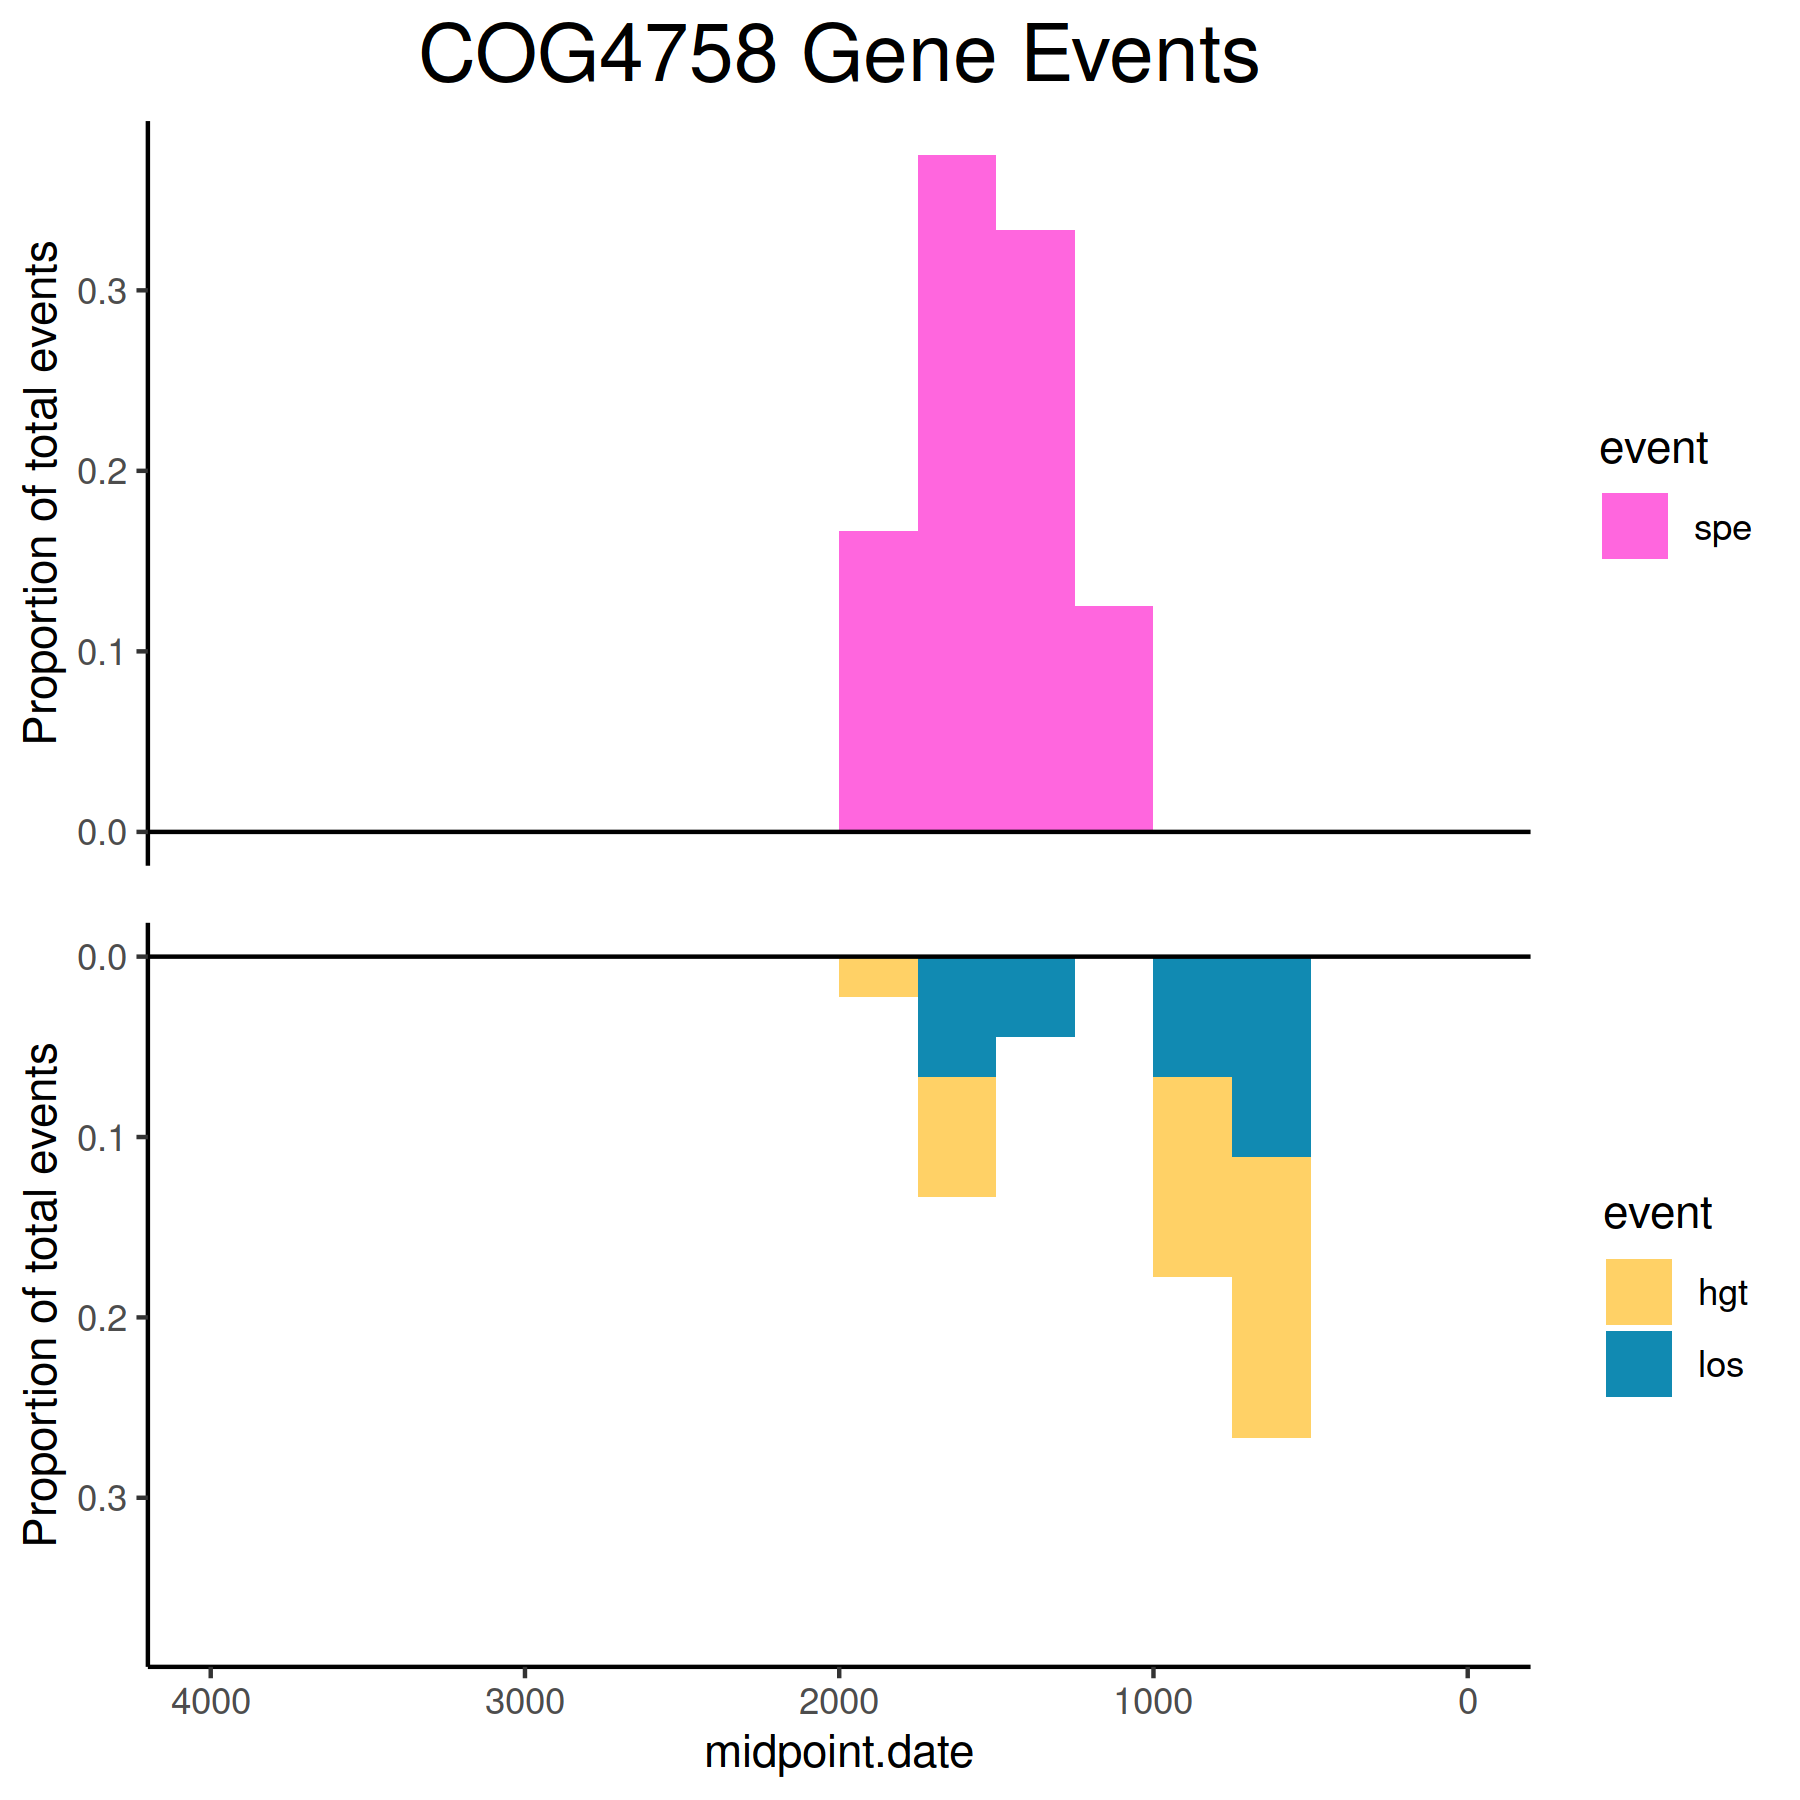 COG4758 Gene Events
Proportion of total events
0.3
0.2
0.1
0.0
event
spe
Proportion of total events
0.0
0.1
0.2
0.3
event
hgt
los
4000 3000 2000 1000 0
midpoint.date